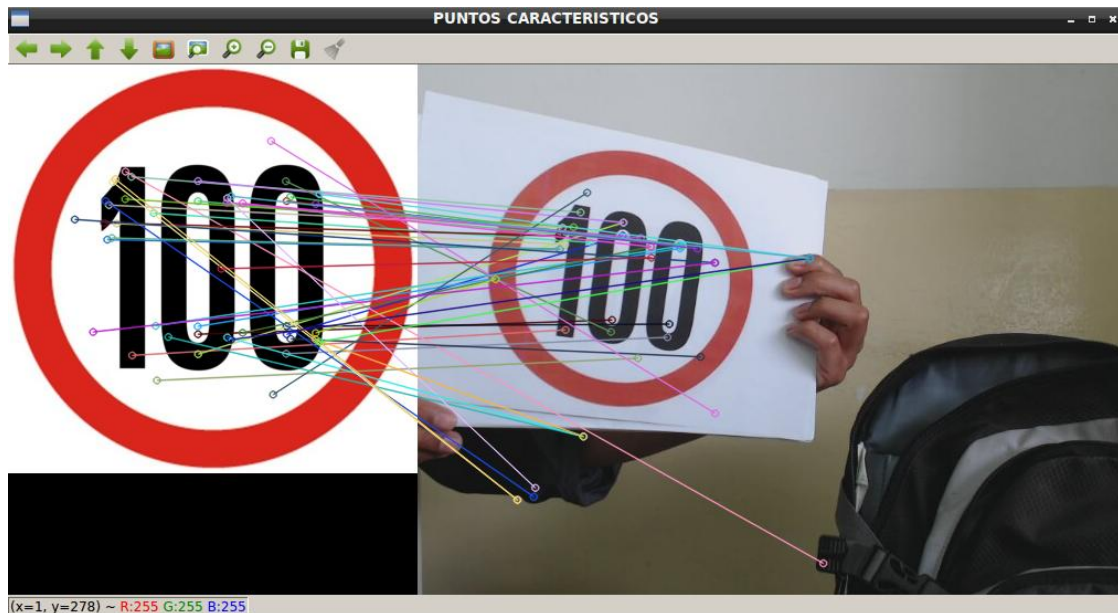 PUNTOS CARACTERISTICOS
100
100
(x=1, y=278) ~ R:255 G:255 B:255